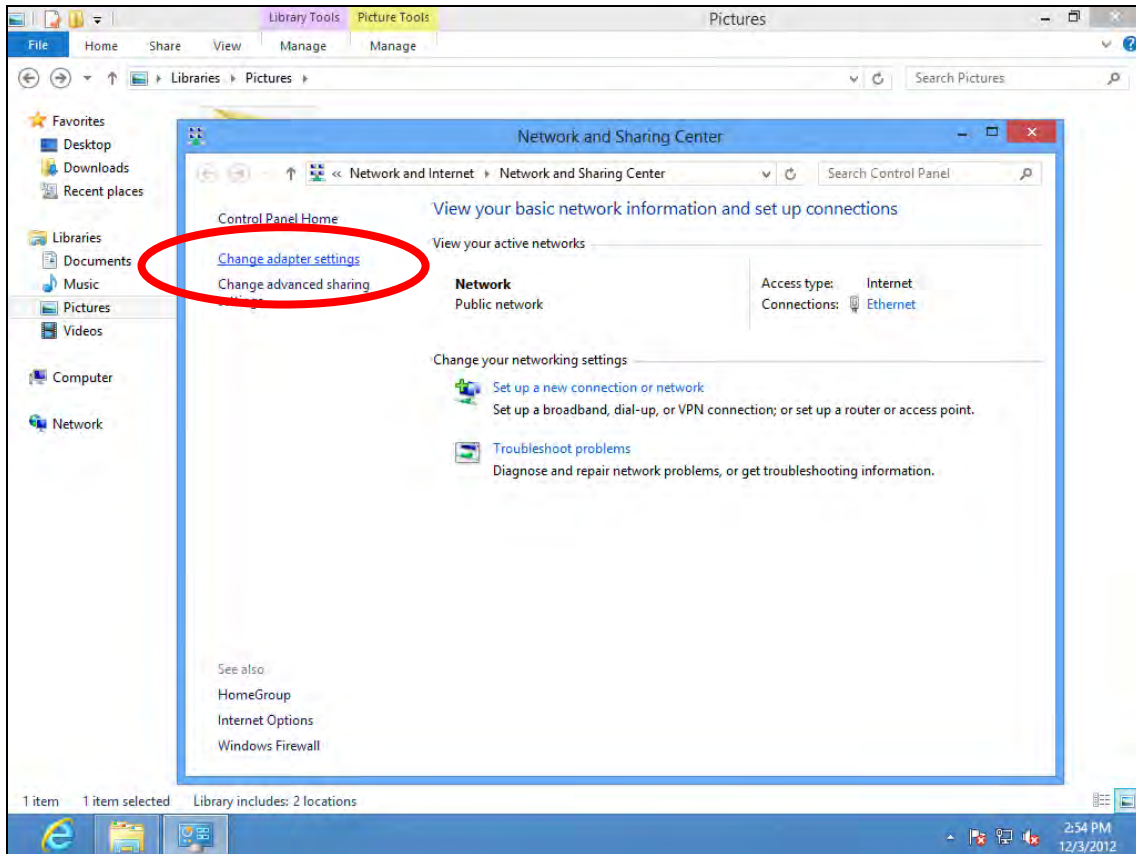 Library Tools
Picture Tools
Pictures
File
Home
Share
View
Manage
Manage
Libraries
Pictures
Search Pictures
Favorites
Desktop
Downloads
Recent places
Libraries
Documents
Music
Pictures
Videos
Computer
Network
Network and Sharing Center
« Network and Internet
Network and Sharing Center
Search Control Panel
Control Panel Home
Change adapter settings
Change advanced sharing
settings
View your basic network information and set up connections
View your active networks
Network
Public network
Access type: Internet
Connections: Ethernet
Change your networking settings
Set up a new connection or network
Set up a broadband, dial-up, or VPN connection; or set up a router or access point.
Troubleshoot problems
Diagnose and repair network problems, or get troubleshooting information.
See also
HomeGroup
Internet Options
Windows Firewall
1 item
1 item selected
Library includes: 2 locations
2:54 PM
12/3/2012